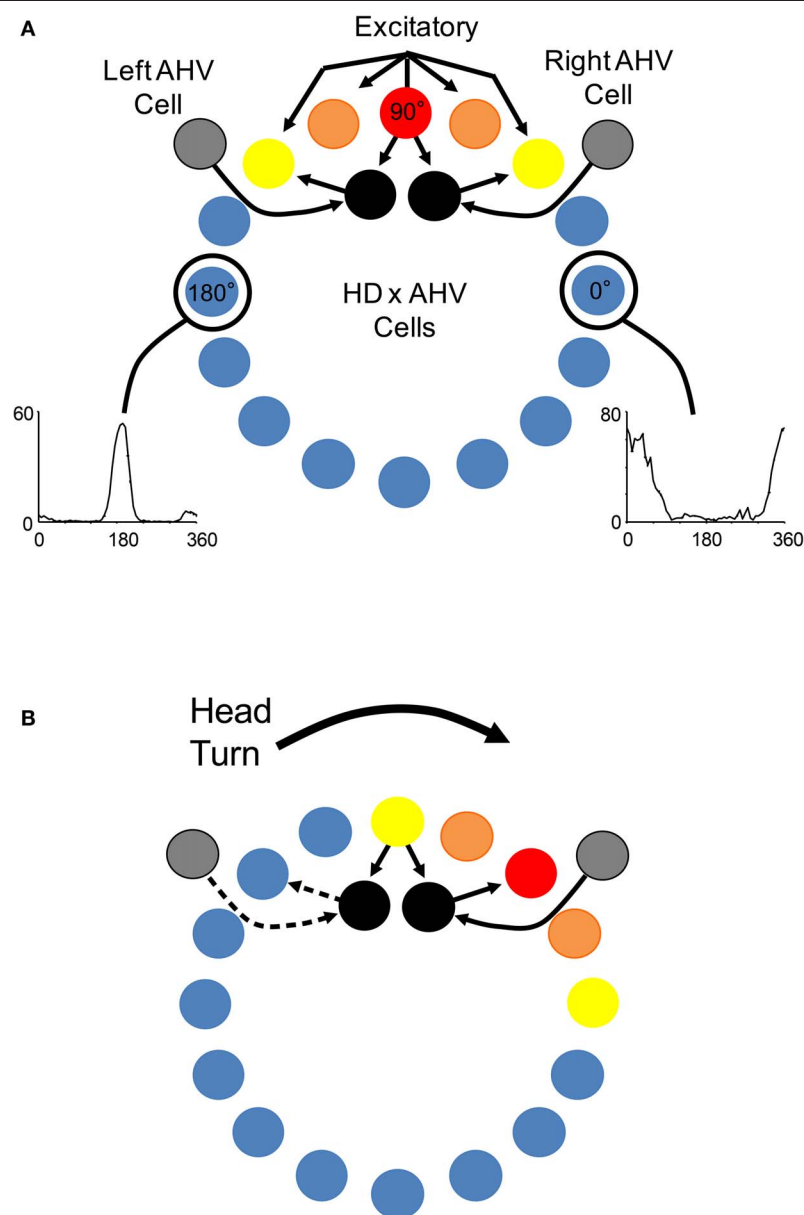 A
Excitatory
Left AHV
Cell
Right AHV
Cell
90°
180°
HD x AHV
Cells
0°
60
0
0 180 360
80
0
0 180 360
B
Head
Turn